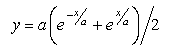 y = a(e^{-x/a} + e^{x/a})/2